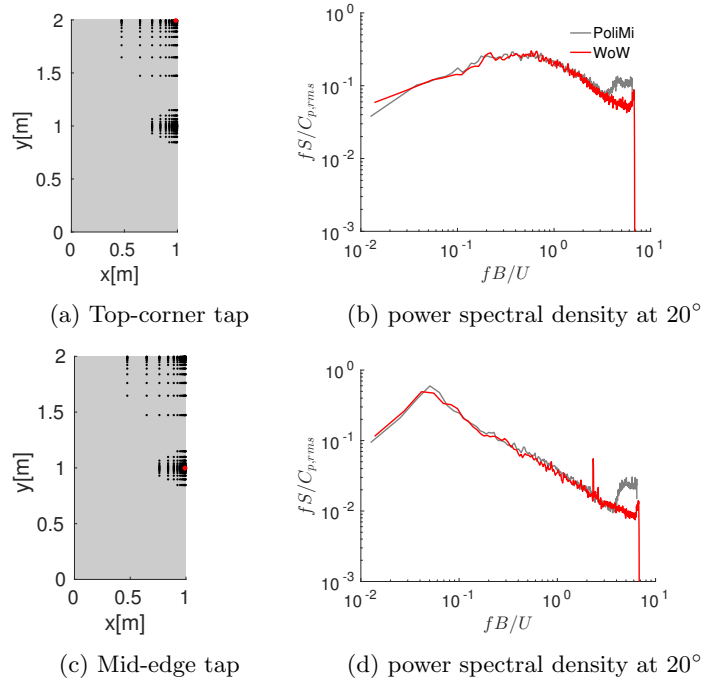 2
1.5
1
0.5
0
y[m]
0
0.5
1
x[m]
(a) Top-corner tap
10^0
10^-1
10^-2
10^-3
fS/C_{p,rms}
PoliMi
WoW
10^-2
10^-1
10^0
10^1
fB/U
(b) power spectral density at 20°
2
1.5
1
0.5
0
y[m]
0
0.5
1
x[m]
(c) Mid-edge tap
10^0
10^-1
10^-2
10^-3
fS/C_{p,rms}
10^-2
10^-1
10^0
10^1
fB/U
(d) power spectral density at 20°